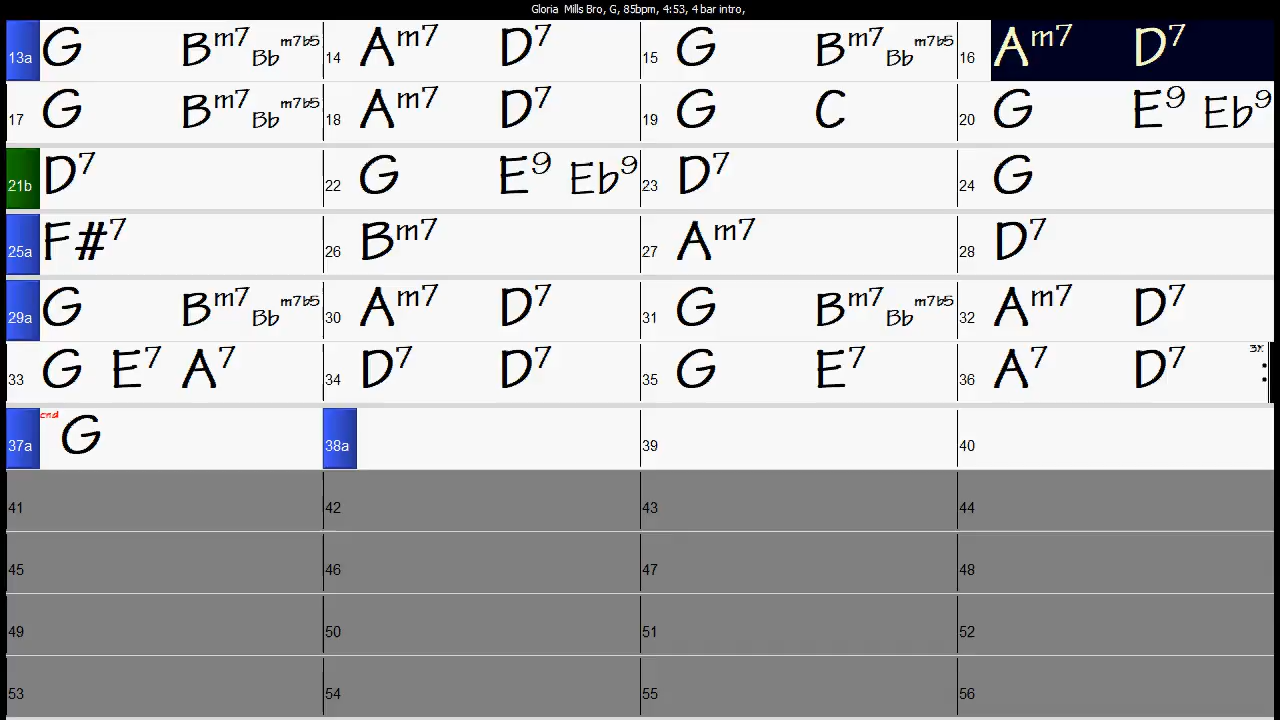 Gloria Mills Bro, G, 85bpm, 4:53, 4 bar intro,
13a G Bm7 Bbm7b5 14 Am7 D7 15 G Bm7 Bbm7b5 16 Am7 D7
17 G Bm7 Bbm7b5 18 Am7 D7 19 G C 20 G E9 Eb9
21b D7 22 G E9 Eb9 23 D7 24 G
25a F#7 26 Bm7 27 Am7 28 D7
29a G Bm7 Bbm7b5 30 Am7 D7 31 G Bm7 Bbm7b5 32 Am7 D7
33 G E7 A7 34 D7 D7 35 G E7 36 A7 D7 3x
37a end G 38a 39 40
41 42 43 44
45 46 47 48
49 50 51 52
53 54 55 56